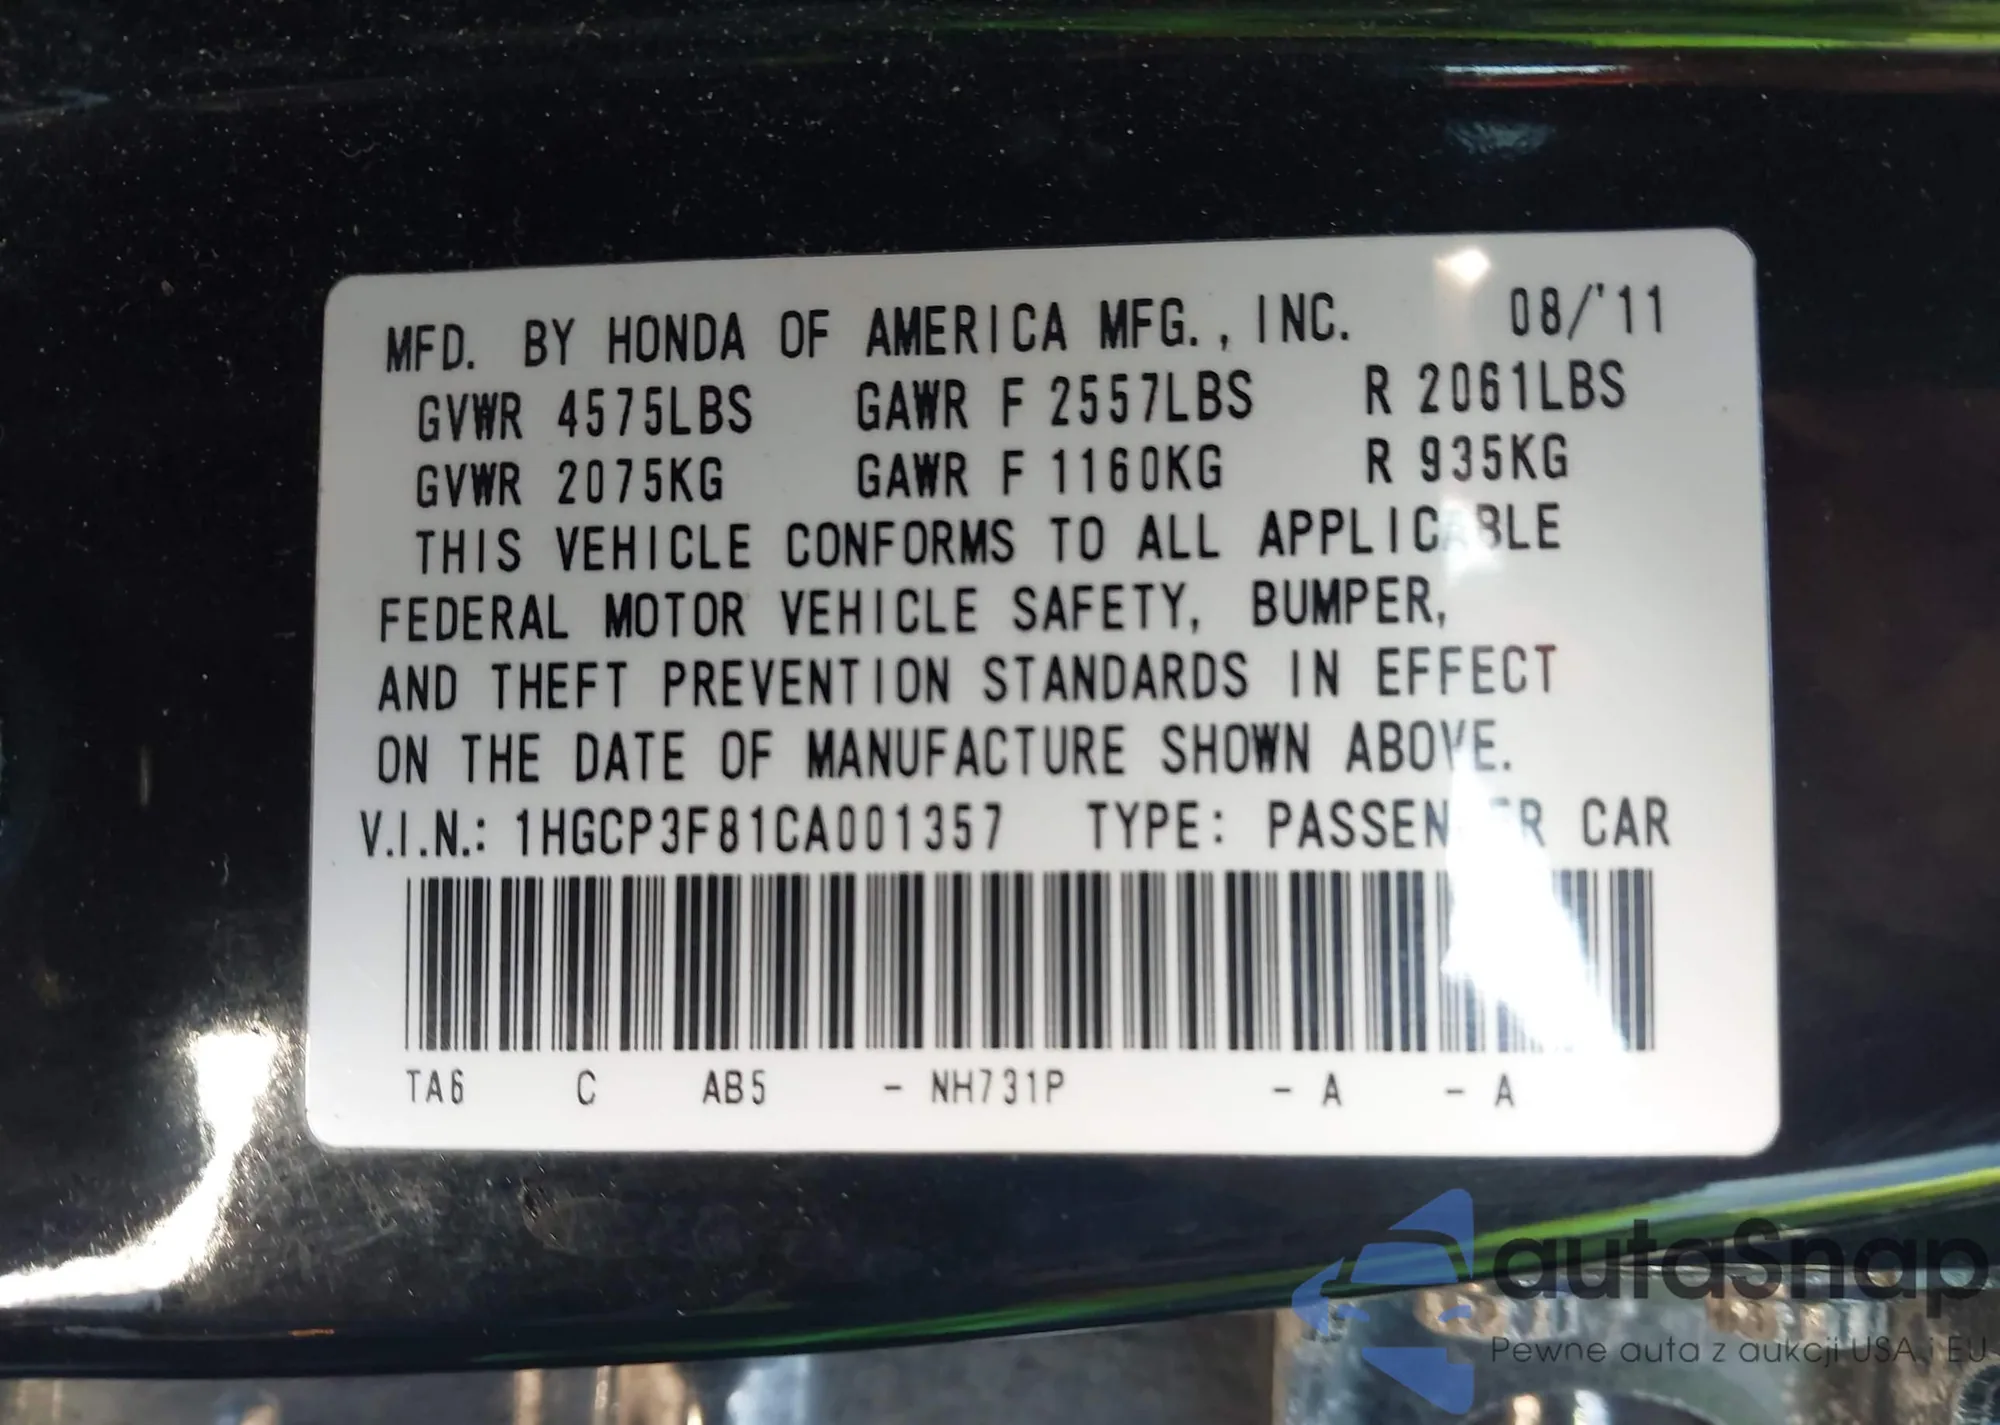 MFD. BY HONDA OF AMERICA MFG., INC. 08/'11
GVWR 4575LBS GAWR F 2557LBS R 2061LBS
GVWR 2075KG GAWR F 1160KG R 935KG
THIS VEHICLE CONFORMS TO ALL APPLICABLE
FEDERAL MOTOR VEHICLE SAFETY, BUMPER,
AND THEFT PREVENTION STANDARDS IN EFFECT
ON THE DATE OF MANUFACTURE SHOWN ABOVE.
V.I.N.: 1HGCP3F81CA001357 TYPE: PASSENGER CAR
TA6 C AB5 - NH731P - A - A
autaSnap
Pewne auta z aukcji USA i EU